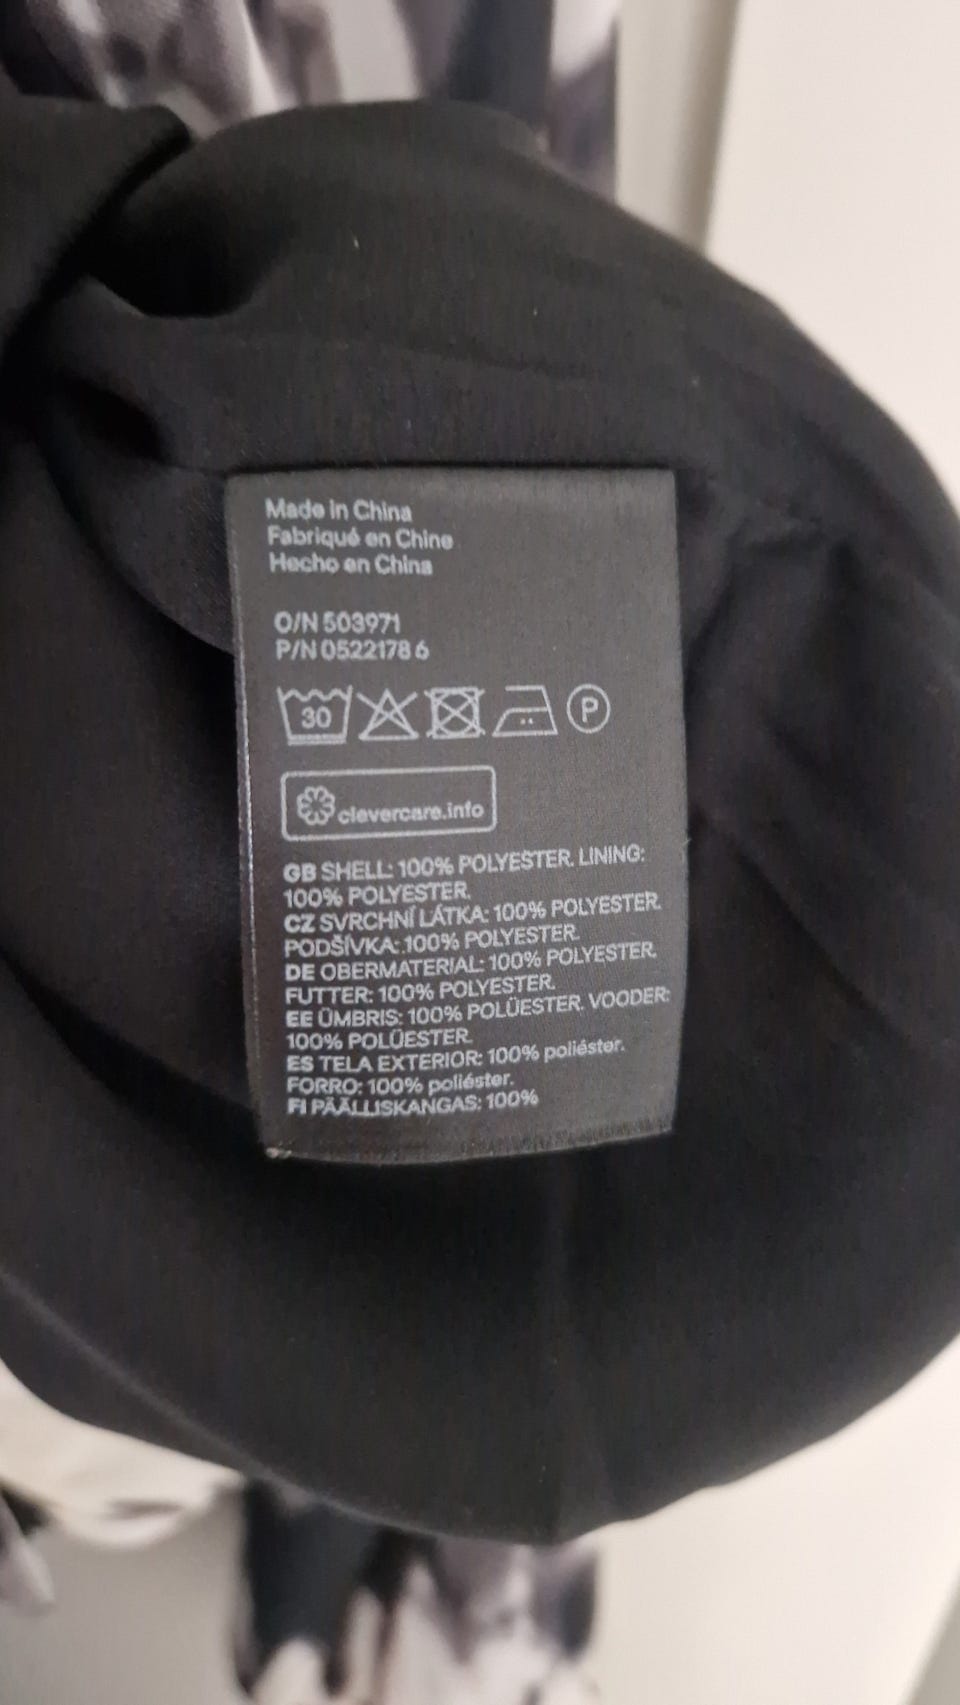 Made in China
Fabriqué en Chine
Hecho en China
O/N 503971
P/N 0522178 6
30
P
clevercare.info
GB SHELL: 100% POLYESTER. LINING:
100% POLYESTER.
CZ SVRCHNÍ LÁTKA: 100% POLYESTER.
PODŠÍVKA: 100% POLYESTER.
DE OBERMATERIAL: 100% POLYESTER.
FUTTER: 100% POLYESTER.
EE ÜMBRIS: 100% POLÜESTER. VOODER:
100% POLÜESTER.
ES TELA EXTERIOR: 100% poliéster.
FORRO: 100% poliéster.
FI PÄÄLLISKANGAS: 100%